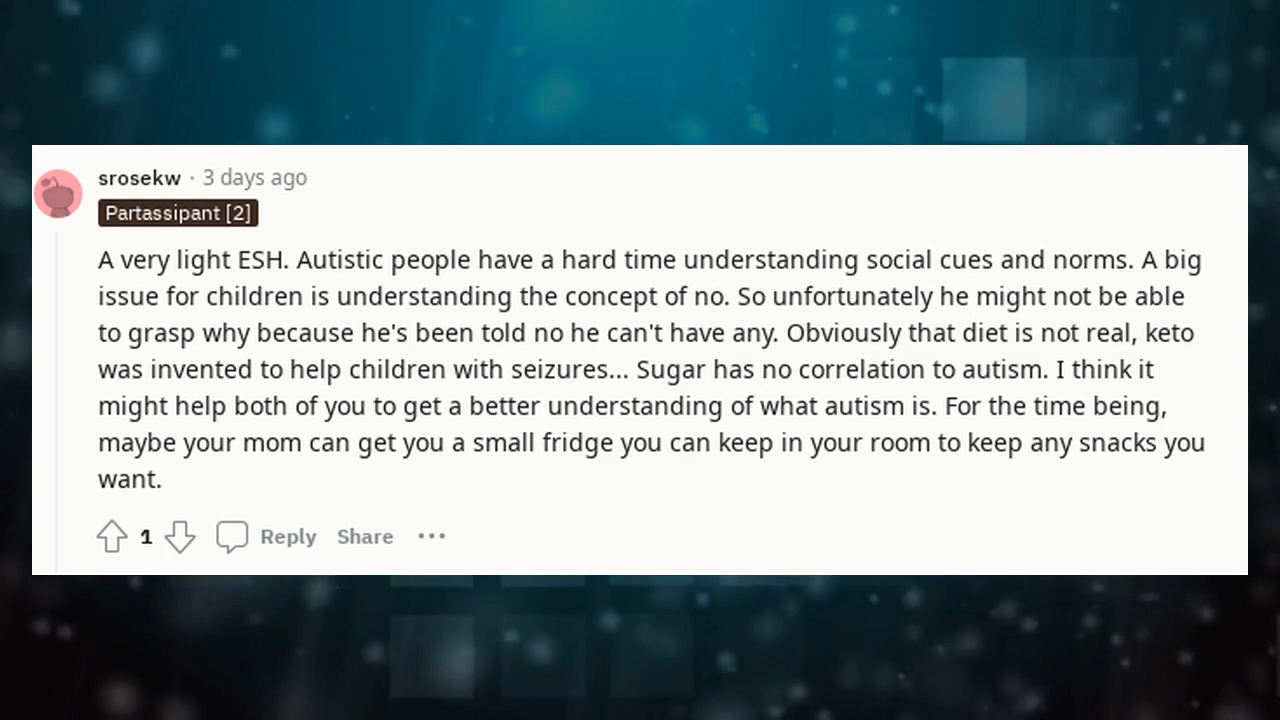 srosekw · 3 days ago
Partassipant [2]
A very light ESH. Autistic people have a hard time understanding social cues and norms. A big
issue for children is understanding the concept of no. So unfortunately he might not be able
to grasp why because he's been told no he can't have any. Obviously that diet is not real, keto
was invented to help children with seizures... Sugar has no correlation to autism. I think it
might help both of you to get a better understanding of what autism is. For the time being,
maybe your mom can get you a small fridge you can keep in your room to keep any snacks you
want.
1 Reply Share